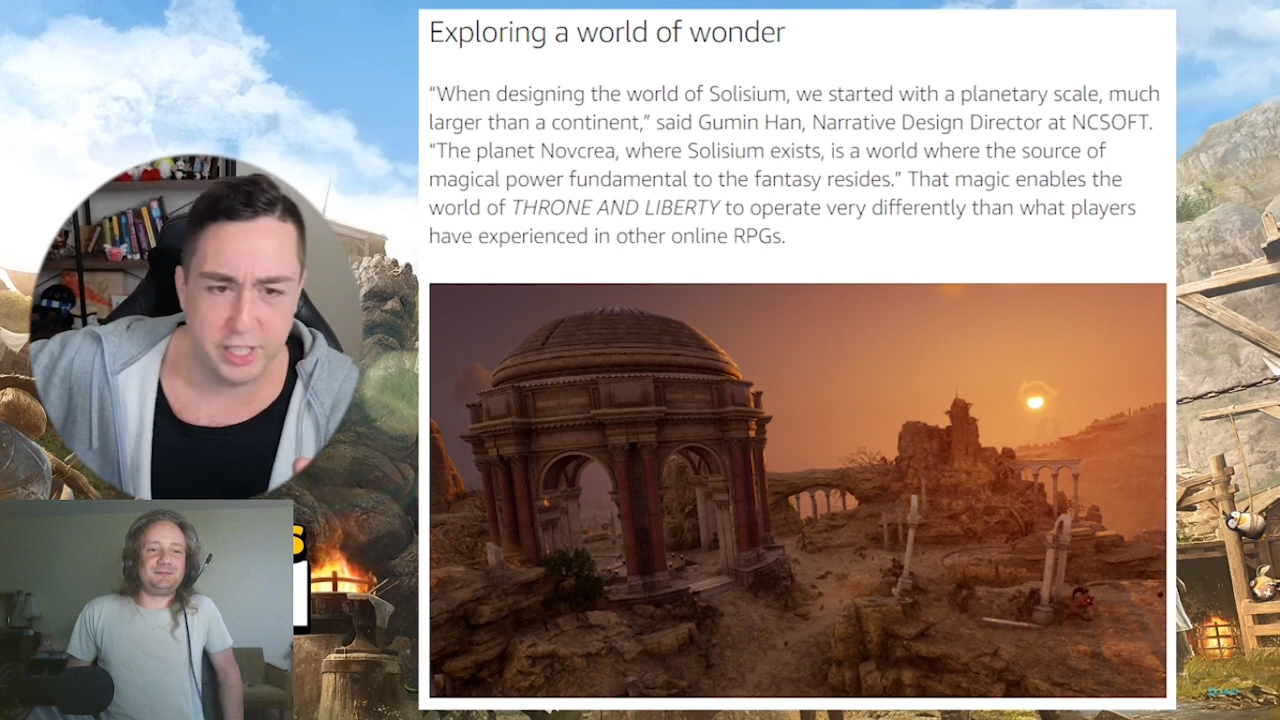 Exploring a world of wonder
“When designing the world of Solisium, we started with a planetary scale, much
larger than a continent,” said Gumin Han, Narrative Design Director at NCSOFT.
“The planet Novcrea, where Solisium exists, is a world where the source of
magical power fundamental to the fantasy resides.” That magic enables the
world of THRONE AND LIBERTY to operate very differently than what players
have experienced in other online RPGs.
S